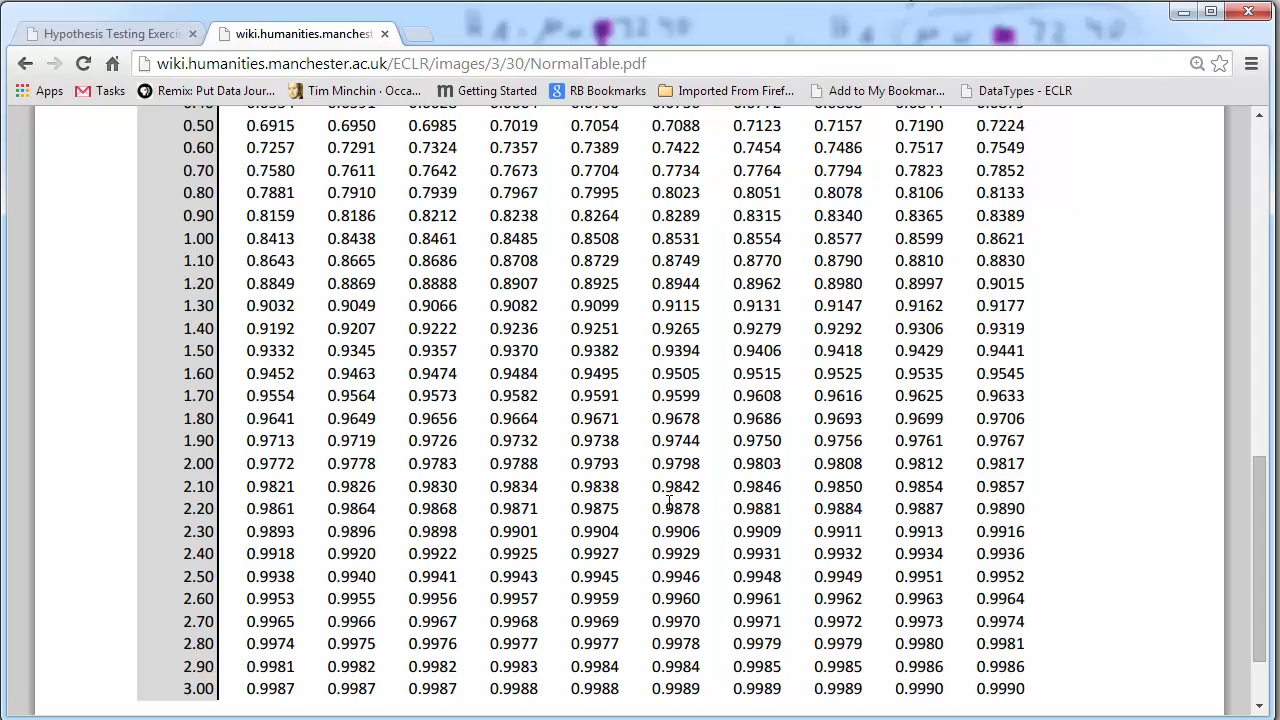 Hypothesis Testing Exerci
wiki.humanities.manchest
wiki.humanities.manchester.ac.uk/ECLR/images/3/30/NormalTable.pdf
Apps Tasks Remix: Put Data Jour... Tim Minchin · Occa... Getting Started RB Bookmarks Imported From Firef... Add to My Bookmar... DataTypes - ECLR
0.50 0.6915 0.6950 0.6985 0.7019 0.7054 0.7088 0.7123 0.7157 0.7190 0.7224
0.60 0.7257 0.7291 0.7324 0.7357 0.7389 0.7422 0.7454 0.7486 0.7517 0.7549
0.70 0.7580 0.7611 0.7642 0.7673 0.7704 0.7734 0.7764 0.7794 0.7823 0.7852
0.80 0.7881 0.7910 0.7939 0.7967 0.7995 0.8023 0.8051 0.8078 0.8106 0.8133
0.90 0.8159 0.8186 0.8212 0.8238 0.8264 0.8289 0.8315 0.8340 0.8365 0.8389
1.00 0.8413 0.8438 0.8461 0.8485 0.8508 0.8531 0.8554 0.8577 0.8599 0.8621
1.10 0.8643 0.8665 0.8686 0.8708 0.8729 0.8749 0.8770 0.8790 0.8810 0.8830
1.20 0.8849 0.8869 0.8888 0.8907 0.8925 0.8944 0.8962 0.8980 0.8997 0.9015
1.30 0.9032 0.9049 0.9066 0.9082 0.9099 0.9115 0.9131 0.9147 0.9162 0.9177
1.40 0.9192 0.9207 0.9222 0.9236 0.9251 0.9265 0.9279 0.9292 0.9306 0.9319
1.50 0.9332 0.9345 0.9357 0.9370 0.9382 0.9394 0.9406 0.9418 0.9429 0.9441
1.60 0.9452 0.9463 0.9474 0.9484 0.9495 0.9505 0.9515 0.9525 0.9535 0.9545
1.70 0.9554 0.9564 0.9573 0.9582 0.9591 0.9599 0.9608 0.9616 0.9625 0.9633
1.80 0.9641 0.9649 0.9656 0.9664 0.9671 0.9678 0.9686 0.9693 0.9699 0.9706
1.90 0.9713 0.9719 0.9726 0.9732 0.9738 0.9744 0.9750 0.9756 0.9761 0.9767
2.00 0.9772 0.9778 0.9783 0.9788 0.9793 0.9798 0.9803 0.9808 0.9812 0.9817
2.10 0.9821 0.9826 0.9830 0.9834 0.9838 0.9842 0.9846 0.9850 0.9854 0.9857
2.20 0.9861 0.9864 0.9868 0.9871 0.9875 0.9878 0.9881 0.9884 0.9887 0.9890
2.30 0.9893 0.9896 0.9898 0.9901 0.9904 0.9906 0.9909 0.9911 0.9913 0.9916
2.40 0.9918 0.9920 0.9922 0.9925 0.9927 0.9929 0.9931 0.9932 0.9934 0.9936
2.50 0.9938 0.9940 0.9941 0.9943 0.9945 0.9946 0.9948 0.9949 0.9951 0.9952
2.60 0.9953 0.9955 0.9956 0.9957 0.9959 0.9960 0.9961 0.9962 0.9963 0.9964
2.70 0.9965 0.9966 0.9967 0.9968 0.9969 0.9970 0.9971 0.9972 0.9973 0.9974
2.80 0.9974 0.9975 0.9976 0.9977 0.9977 0.9978 0.9979 0.9979 0.9980 0.9981
2.90 0.9981 0.9982 0.9982 0.9983 0.9984 0.9984 0.9985 0.9985 0.9986 0.9986
3.00 0.9987 0.9987 0.9987 0.9988 0.9988 0.9989 0.9989 0.9989 0.9990 0.9990